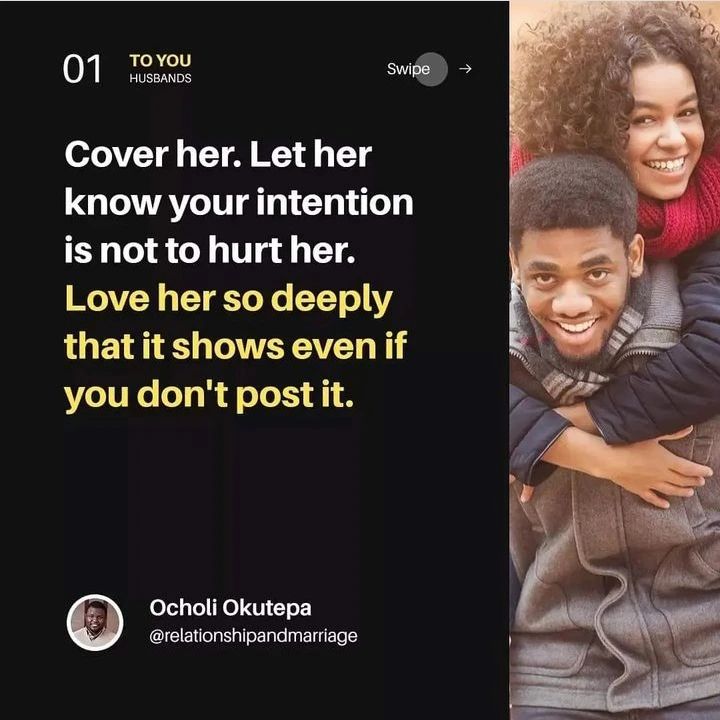 01
TO YOU
HUSBANDS
Swipe →
Cover her. Let her
know your intention
is not to hurt her.
Love her so deeply
that it shows even if
you don't post it.
Ocholi Okutepa
@relationshipandmarriage